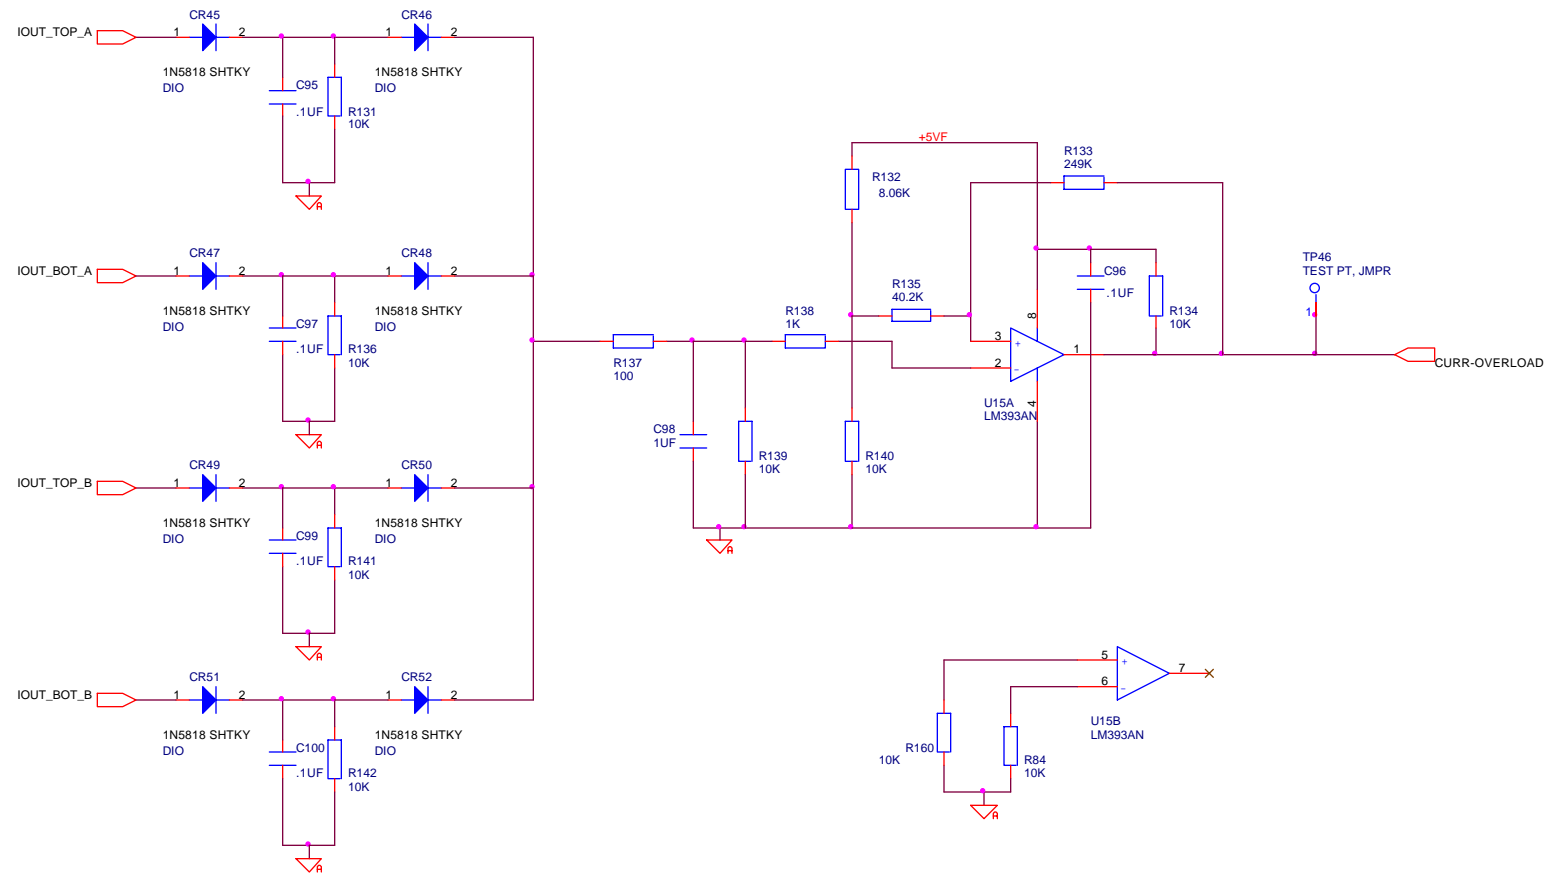 IOUT_TOP_A
CR45
1
2
1N5818 SHTKY
DIO
C95
.1UF
R131
10K
CR46
1
2
1N5818 SHTKY
DIO
A
IOUT_BOT_A
CR47
1
2
1N5818 SHTKY
DIO
C97
.1UF
R136
10K
CR48
1
2
1N5818 SHTKY
DIO
A
IOUT_TOP_B
CR49
1
2
1N5818 SHTKY
DIO
C99
.1UF
R141
10K
CR50
1
2
1N5818 SHTKY
DIO
A
IOUT_BOT_B
CR51
1
2
1N5818 SHTKY
DIO
C100
.1UF
R142
10K
CR52
1
2
1N5818 SHTKY
DIO
A
R137
100
C98
1UF
R139
10K
R138
1K
+5VF
R132
8.06K
R135
40.2K
R140
10K
A
R133
249K
C96
.1UF
R134
10K
8
3
+
2
-
1
4
U15A
LM393AN
TP46
TEST PT, JMPR
1
CURR-OVERLOAD
5
+
6
-
7
U15B
LM393AN
R160
10K
R84
10K
A